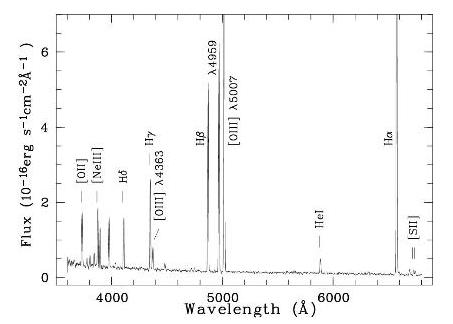 6
4
2
0
Flux (10⁻¹⁶erg s⁻¹cm⁻²Å⁻¹)
[OII]
[NeIII]
Hδ
Hγ
[OIII] λ4363
Hβ
λ4959
[OIII] λ5007
HeI
Hα
[SII]
4000 5000 6000
Wavelength (Å)